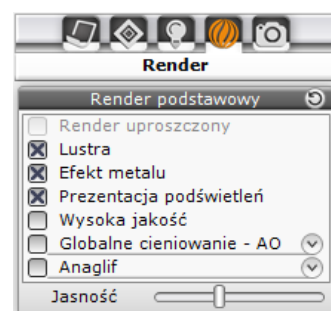 Render
Render podstawowy
Render uproszczony
Lustra
Efekt metalu
Prezentacja podświetleń
Wysoka jakość
Globalne cieniowanie - AO
Anaglif
Jasność